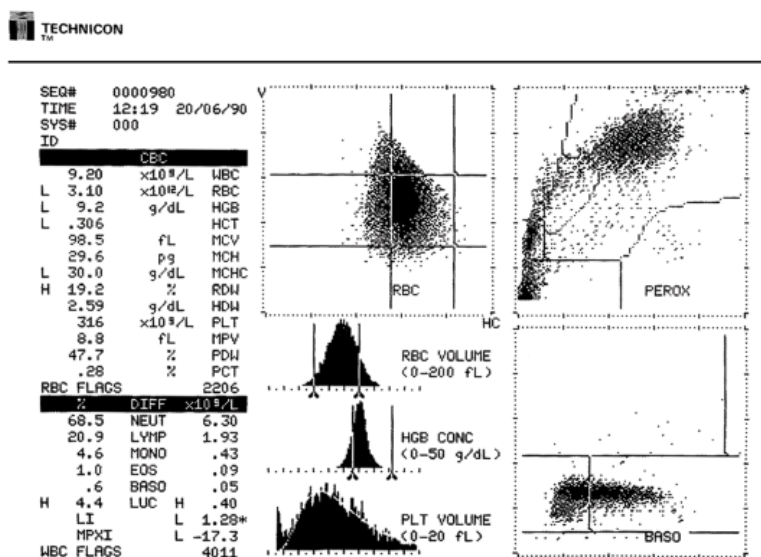 TECHNICON
TM
SEQ# 0000980
TIME 12:19 20/06/90
SYS# 000
ID
CBC
9.20 x10⁹/L WBC
L 3.10 x10¹²/L RBC
L 9.2 g/dL HGB
L .306 HCT
98.5 fL MCV
29.6 pg MCH
L 30.0 g/dL MCHC
H 19.2 % RDW
2.59 g/dL HDW
316 x10⁹/L PLT
8.8 fL MPV
47.7 % PDW
.28 % PCT
RBC FLAGS 2206
% DIFF x10⁹/L
68.5 NEUT 6.30
20.9 LYMP 1.93
4.6 MONO .43
1.0 EOS .09
.6 BASO .05
H 4.4 LUC H .40
LI L 1.28*
MPXI L -17.3
WBC FLAGS 4011
V
RBC
HC
RBC VOLUME
(0-200 fL)
HGB CONC
(0-50 g/dL)
PLT VOLUME
(0-20 fL)
PEROX
BASO